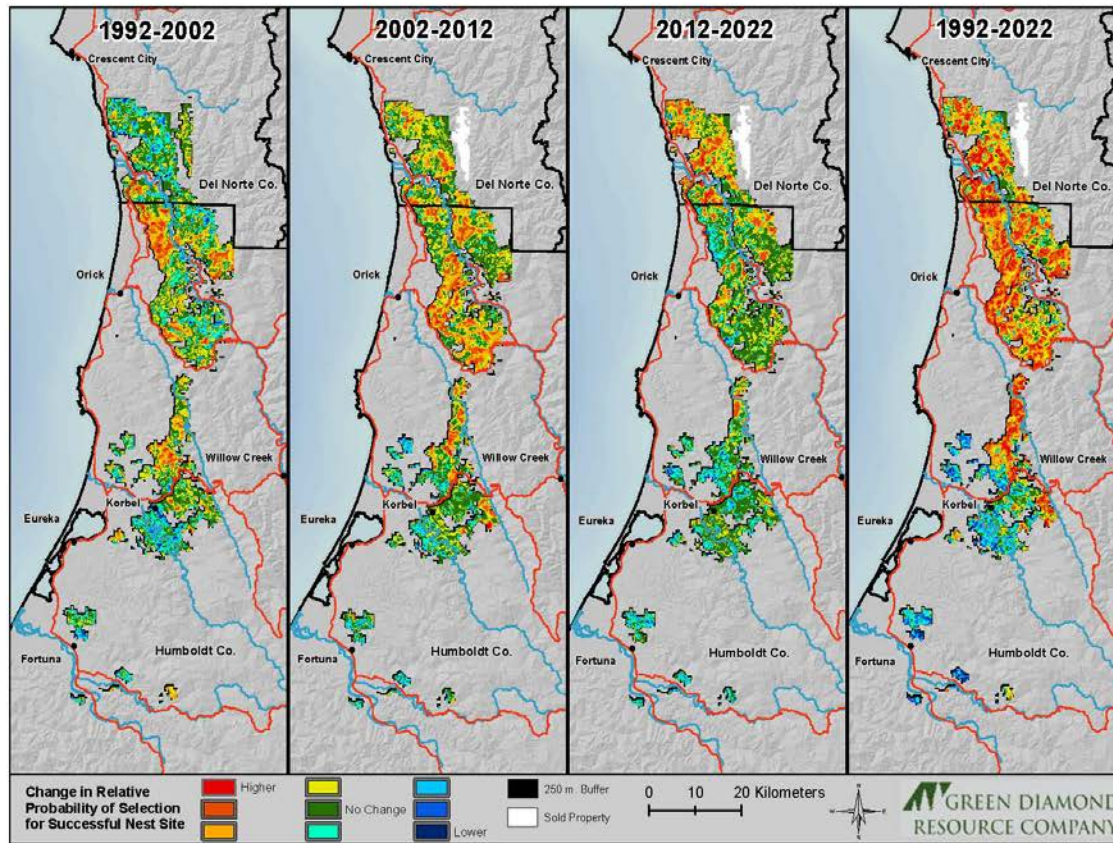 1992-2002
Crescent City
Del Norte Co.
Orick
Willow Creek
Korbel
Eureka
Humboldt Co.
Fortuna
2002-2012
Crescent City
Del Norte Co.
Orick
Willow Creek
Korbel
Eureka
Humboldt Co.
Fortuna
2012-2022
Crescent City
Del Norte Co.
Orick
Willow Creek
Korbel
Eureka
Humboldt Co.
Fortuna
1992-2022
Crescent City
Del Norte Co.
Orick
Willow Creek
Korbel
Eureka
Humboldt Co.
Fortuna
Change in Relative
Probability of Selection
for Successful Nest Site
Higher
No Change
Lower
250 m. Buffer
Sold Property
0 10 20 Kilometers
GREEN DIAMOND
RESOURCE COMPANY